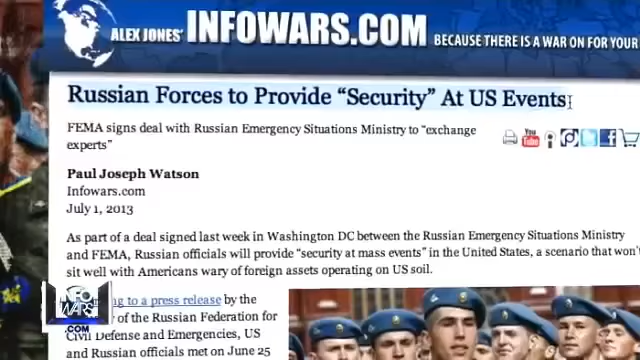 ALEX JONES' INFOWARS.COM BECAUSE THERE IS A WAR ON FOR YOUR
Russian Forces to Provide “Security” At US Events
FEMA signs deal with Russian Emergency Situations Ministry to “exchange
experts”
You
Tube
Paul Joseph Watson
Infowars.com
July 1, 2013
As part of a deal signed last week in Washington DC between the Russian Emergency Situations Ministry
and FEMA, Russian officials will provide “security at mass events” in the United States, a scenario that won't
sit well with Americans wary of foreign assets operating on US soil.
to a press release by the
of the Russian Federation for
Civil Defense and Emergencies, US
and Russian officials met on June 25
INFO
WARS
.COM